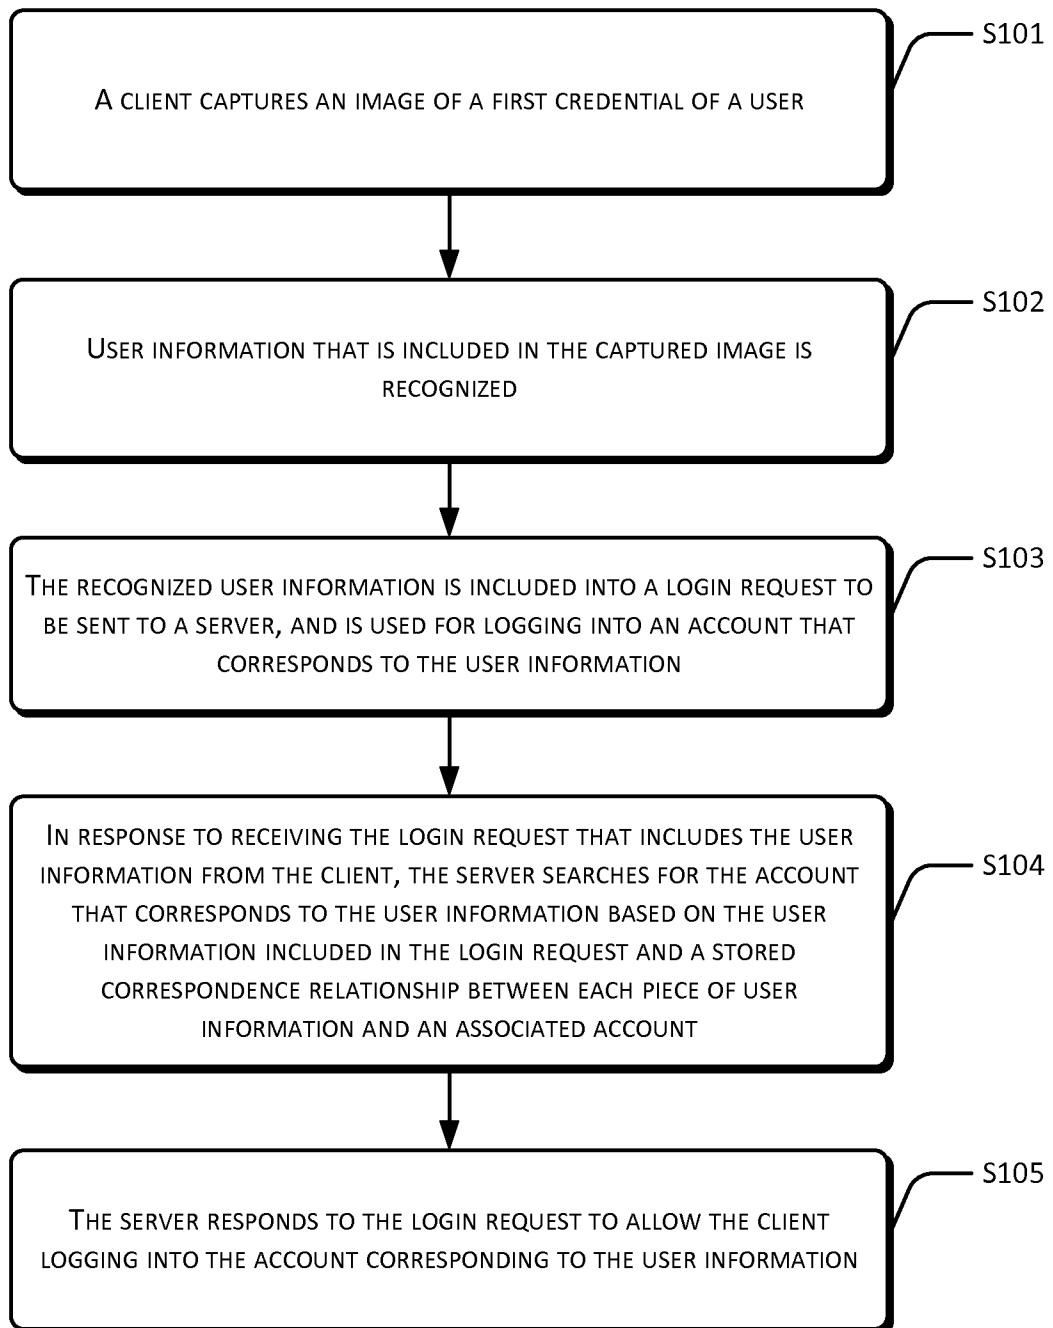 S101
A CLIENT CAPTURES AN IMAGE OF A FIRST CREDENTIAL OF A USER
S102
USER INFORMATION THAT IS INCLUDED IN THE CAPTURED IMAGE IS
RECOGNIZED
S103
THE RECOGNIZED USER INFORMATION IS INCLUDED INTO A LOGIN REQUEST TO
BE SENT TO A SERVER, AND IS USED FOR LOGGING INTO AN ACCOUNT THAT
CORRESPONDS TO THE USER INFORMATION
S104
IN RESPONSE TO RECEIVING THE LOGIN REQUEST THAT INCLUDES THE USER
INFORMATION FROM THE CLIENT, THE SERVER SEARCHES FOR THE ACCOUNT
THAT CORRESPONDS TO THE USER INFORMATION BASED ON THE USER
INFORMATION INCLUDED IN THE LOGIN REQUEST AND A STORED
CORRESPONDENCE RELATIONSHIP BETWEEN EACH PIECE OF USER
INFORMATION AND AN ASSOCIATED ACCOUNT
S105
THE SERVER RESPONDS TO THE LOGIN REQUEST TO ALLOW THE CLIENT
LOGGING INTO THE ACCOUNT CORRESPONDING TO THE USER INFORMATION